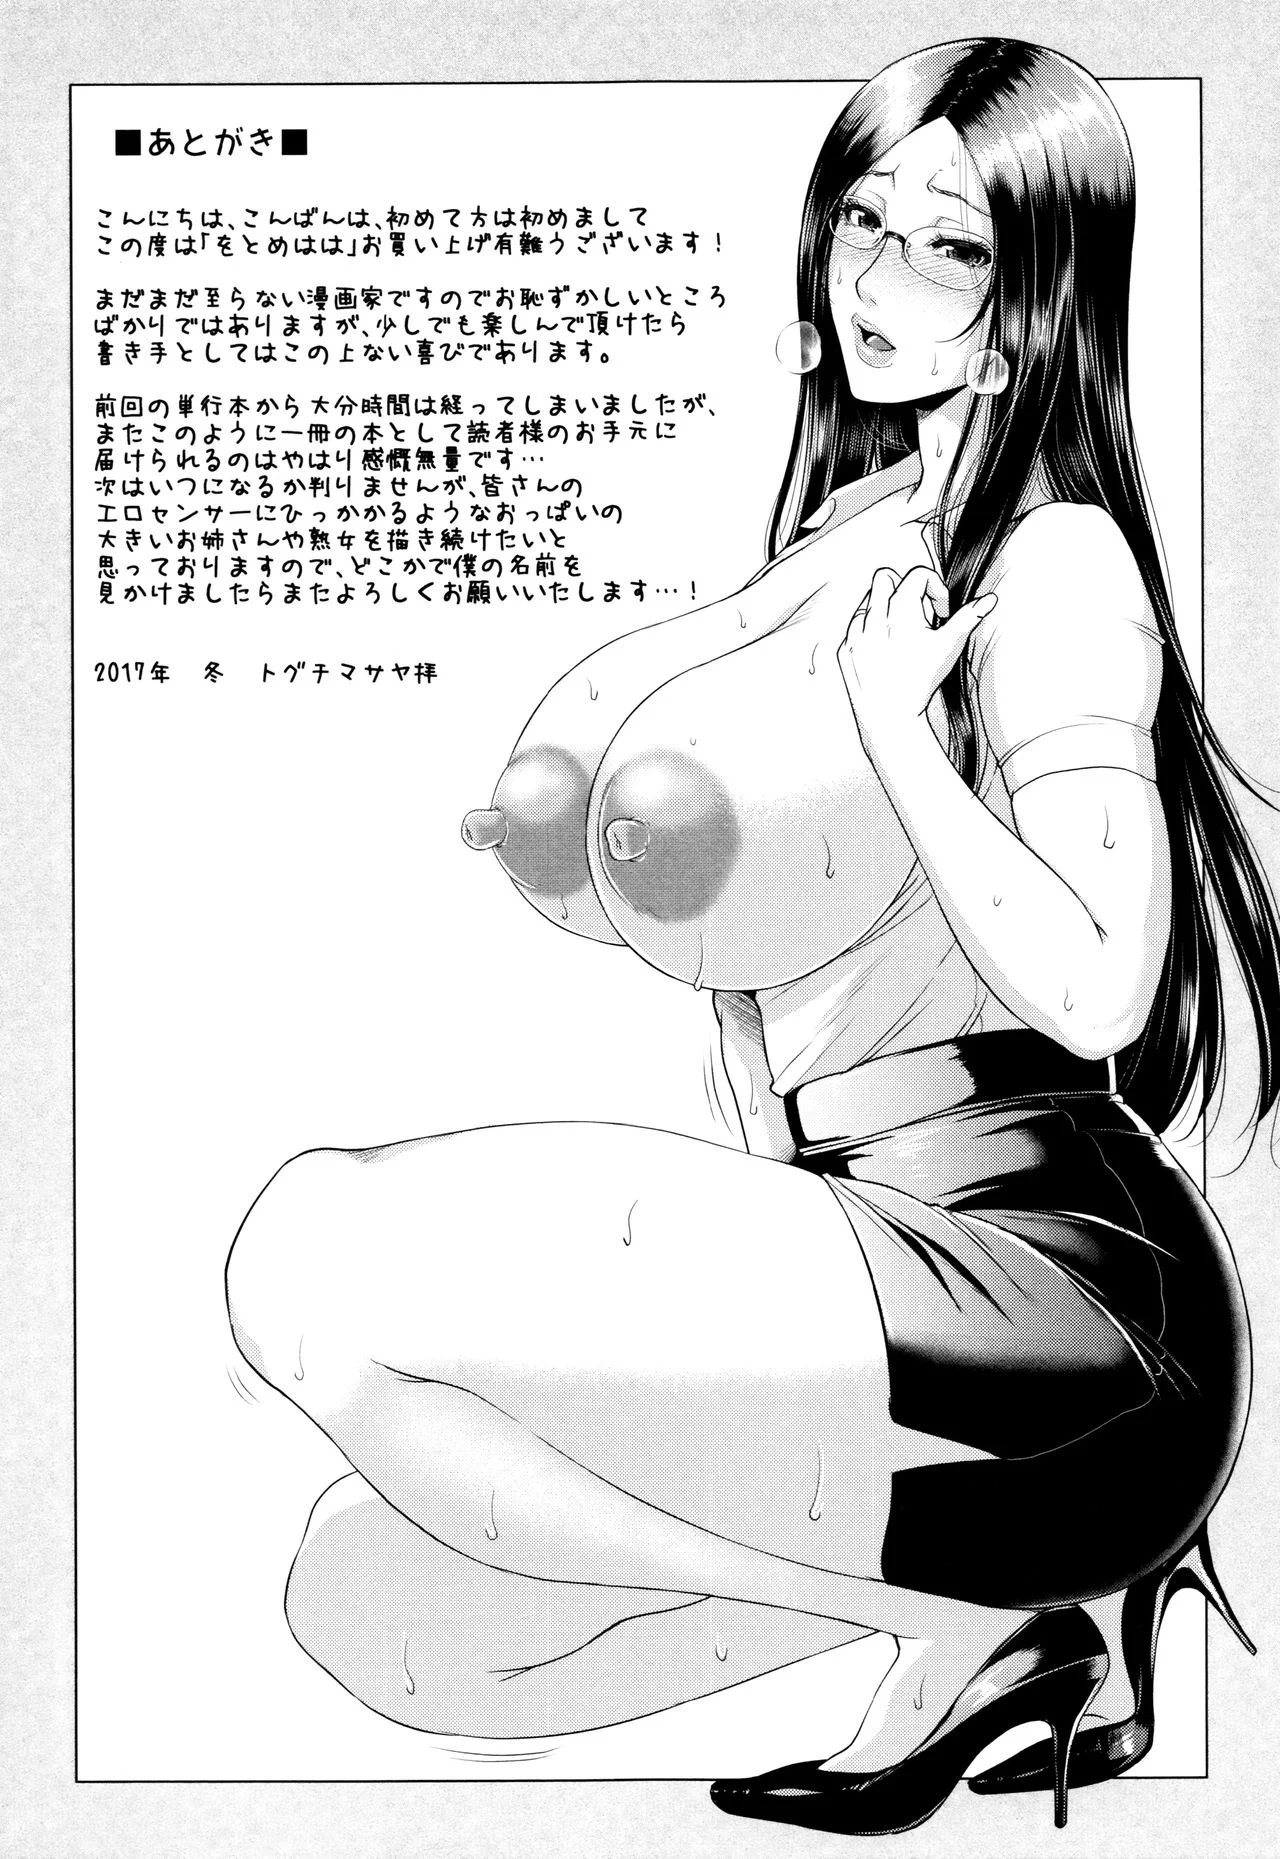 ■あとがき■
こんにちは、こんばんは、初めて方は初めまして
この度は「をとめはは」お買い上げ有難うございます！
まだまだ至らない漫画家ですのでお恥ずかしいところ
ばかりではありますが、少しでも楽しんで頂けたら
書き手としてはこの上ない喜びであります。
前回の単行本から大分時間は経ってしまいましたが、
またこのように一冊の本として読者様のお手元に
届けられるのはやはり感慨無量です…
次はいつになるか判りませんが、皆さんの
エロセンサーにひっかかるようなおっぱいの
大きいお姉さんや熟女を描き続けたいと
思っておりますので、どこかで僕の名前を
見かけましたらまたよろしくお願いいたします…！
2017年　冬　トグチマサヤ拝